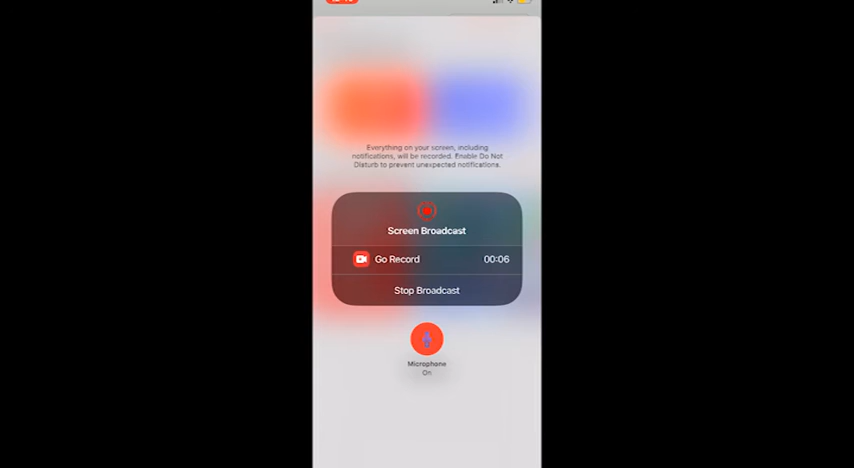 Everything on your screen, including
notifications, will be recorded. Enable Do Not
Disturb to prevent unexpected notifications.
Screen Broadcast
Go Record 00:06
Stop Broadcast
Microphone
On